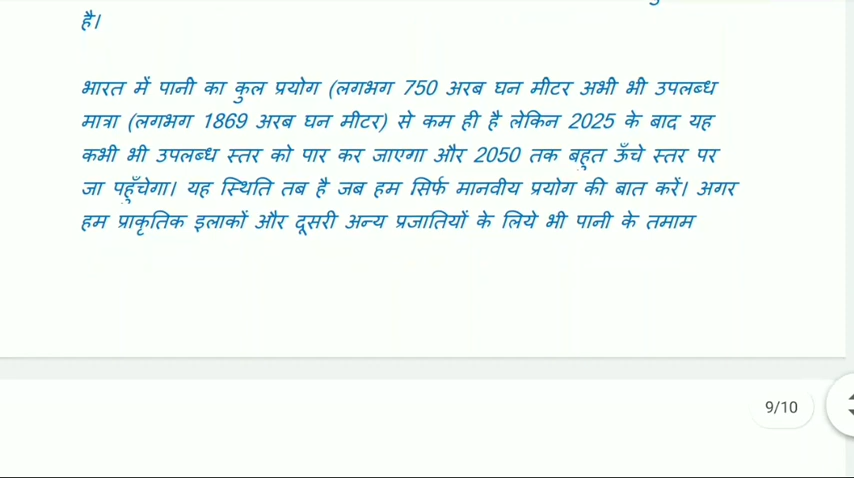 है।
भारत में पानी का कुल प्रयोग (लगभग 750 अरब घन मीटर अभी भी उपलब्ध
मात्रा (लगभग 1869 अरब घन मीटर) से कम ही है लेकिन 2025 के बाद यह
कभी भी उपलब्ध स्तर को पार कर जाएगा और 2050 तक बहुत ऊँचे स्तर पर
जा पहुँचेगा। यह स्थिति तब है जब हम सिर्फ मानवीय प्रयोग की बात करें। अगर
हम प्राकृतिक इलाकों और दूसरी अन्य प्रजातियों के लिये भी पानी के तमाम
9/10